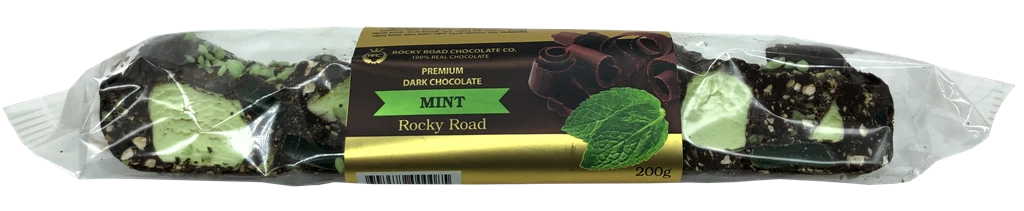 ROCKY ROAD CHOCOLATE CO.
100% REAL CHOCOLATE
PREMIUM
DARK CHOCOLATE
MINT
Rocky Road
200g